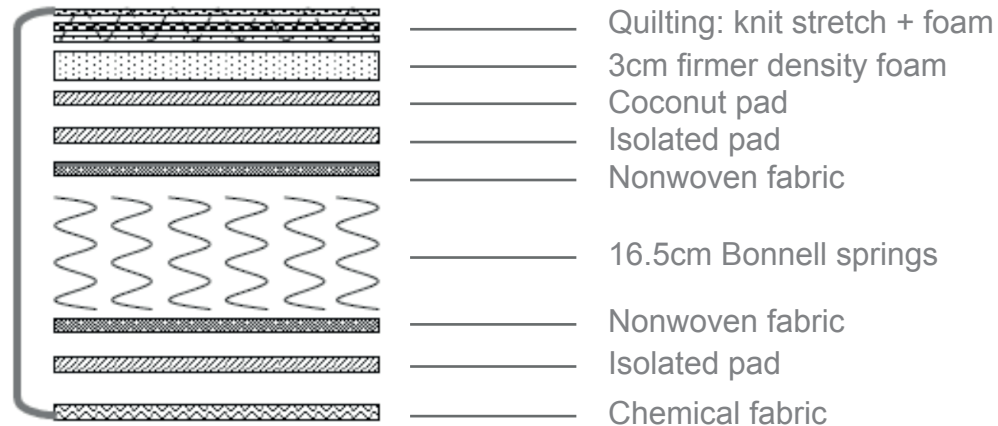 Quilting: knit stretch + foam
3cm firmer density foam
Coconut pad
Isolated pad
Nonwoven fabric
16.5cm Bonnell springs
Nonwoven fabric
Isolated pad
Chemical fabric